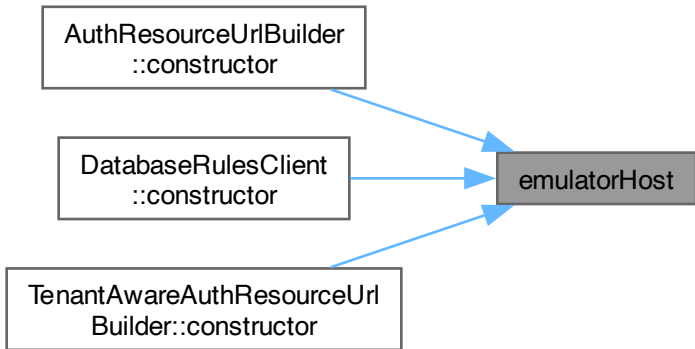 AuthResourceUrlBuilder
::constructor
DatabaseRulesClient
::constructor
emulatorHost
TenantAwareAuthResourceUrl
Builder::constructor